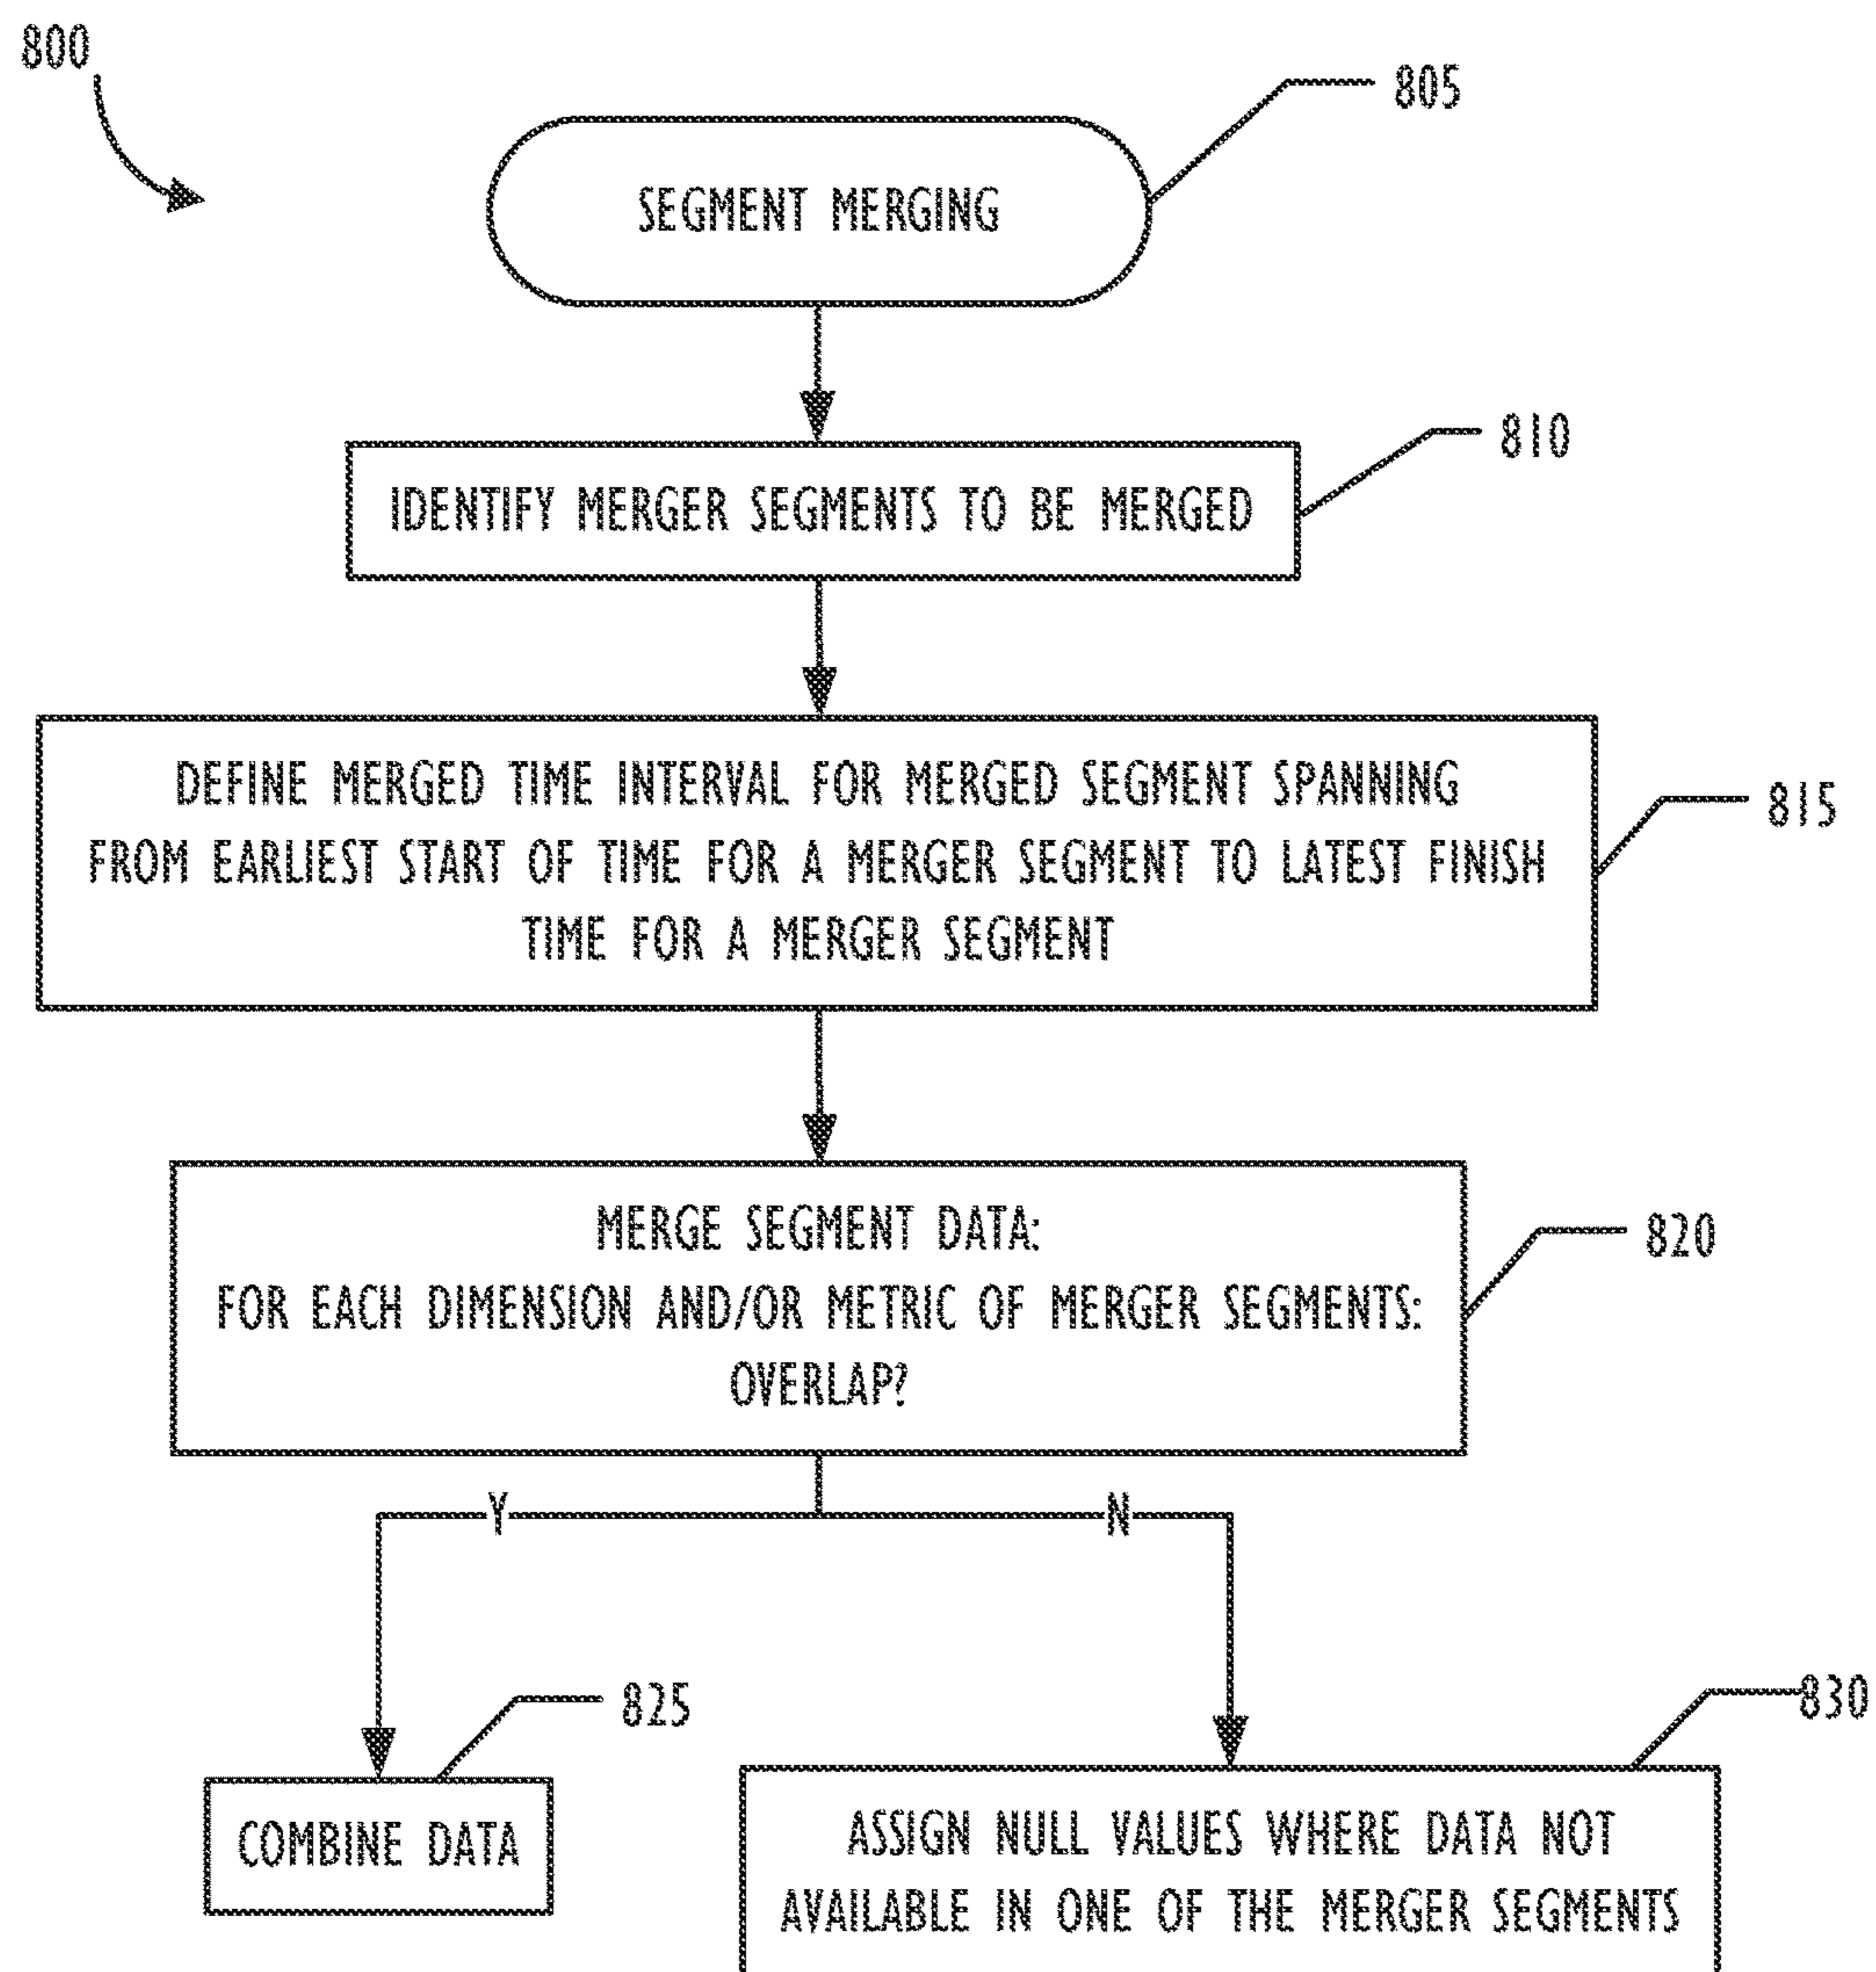 800
805
SEGMENT MERGING
810
IDENTIFY MERGER SEGMENTS TO BE MERGED
DEFINE MERGED TIME INTERVAL FOR MERGED SEGMENT SPANNING
FROM EARLIEST START OF TIME FOR A MERGER SEGMENT TO LATEST FINISH
TIME FOR A MERGER SEGMENT
815
MERGE SEGMENT DATA:
FOR EACH DIMENSION AND/OR METRIC OF MERGER SEGMENTS:
OVERLAP?
820
Y
N
825
830
COMBINE DATA
ASSIGN NULL VALUES WHERE DATA NOT
AVAILABLE IN ONE OF THE MERGER SEGMENTS